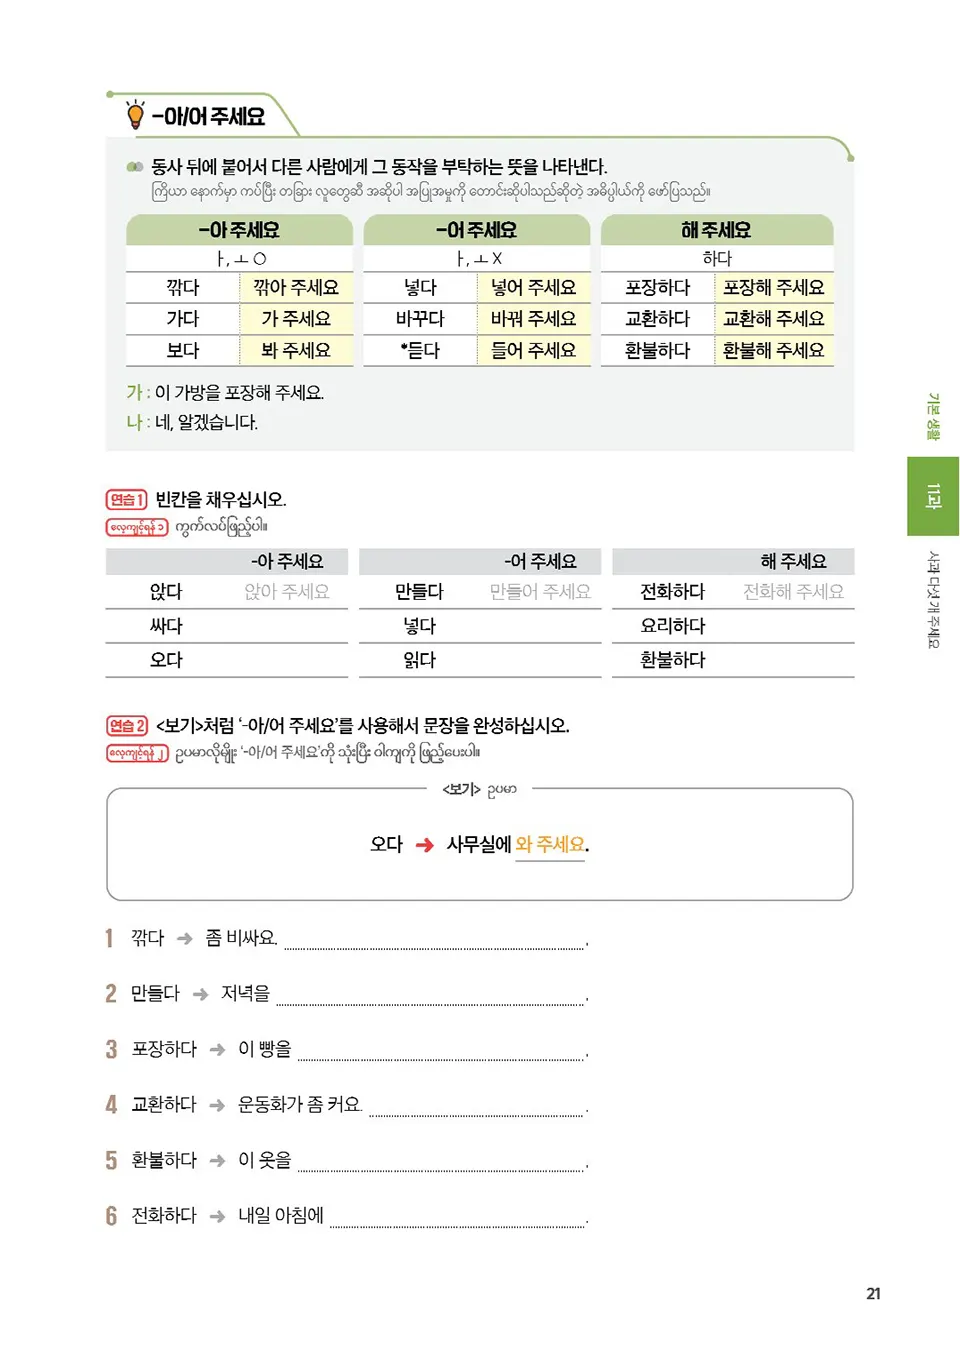 -아/어 주세요
동사 뒤에 붙어서 다른 사람에게 그 동작을 부탁하는 뜻을 나타낸다.
ကြိယာ နောက်မှာ ကပ်ပြီး တခြား လူတွေဆီ အဆိုပါ အပြုအမူကို တောင်းဆိုပါသည်ဆိုတဲ့ အဓိပ္ပါယ်ကို ဖော်ပြသည်။
-아 주세요 -어 주세요 해 주세요
ㅏ, ㅗ ○ ㅏ, ㅗ X 하다
깎다 깎아 주세요 넣다 넣어 주세요 포장하다 포장해 주세요
가다 가 주세요 바꾸다 바꿔 주세요 교환하다 교환해 주세요
보다 봐 주세요 *듣다 들어 주세요 환불하다 환불해 주세요
가 : 이 가방을 포장해 주세요.
나 : 네, 알겠습니다.
연습 1 빈칸을 채우십시오.
လေ့ကျင့်ရန် ၁ ကွက်လပ်ဖြည့်ပါ။
-아 주세요 -어 주세요 해 주세요
앉다 앉아 주세요 만들다 만들어 주세요 전화하다 전화해 주세요
싸다 넣다 요리하다
오다 읽다 환불하다
연습 2 <보기>처럼 ‘-아/어 주세요’를 사용해서 문장을 완성하십시오.
လေ့ကျင့်ရန် ၂ ဥပမာလိုမျိုး ‘-아/어 주세요’ကို သုံးပြီး ဝါကျကို ဖြည့်ပေးပါ။
<보기> ဥပမာ
오다 ➜ 사무실에 와 주세요.
1 깎다 ➜ 좀 비싸요. .
2 만들다 ➜ 저녁을 .
3 포장하다 ➜ 이 빵을 .
4 교환하다 ➜ 운동화가 좀 커요. .
5 환불하다 ➜ 이 옷을 .
6 전화하다 ➜ 내일 아침에 .
기본 생활
11과
사과 다섯 개 주세요
21